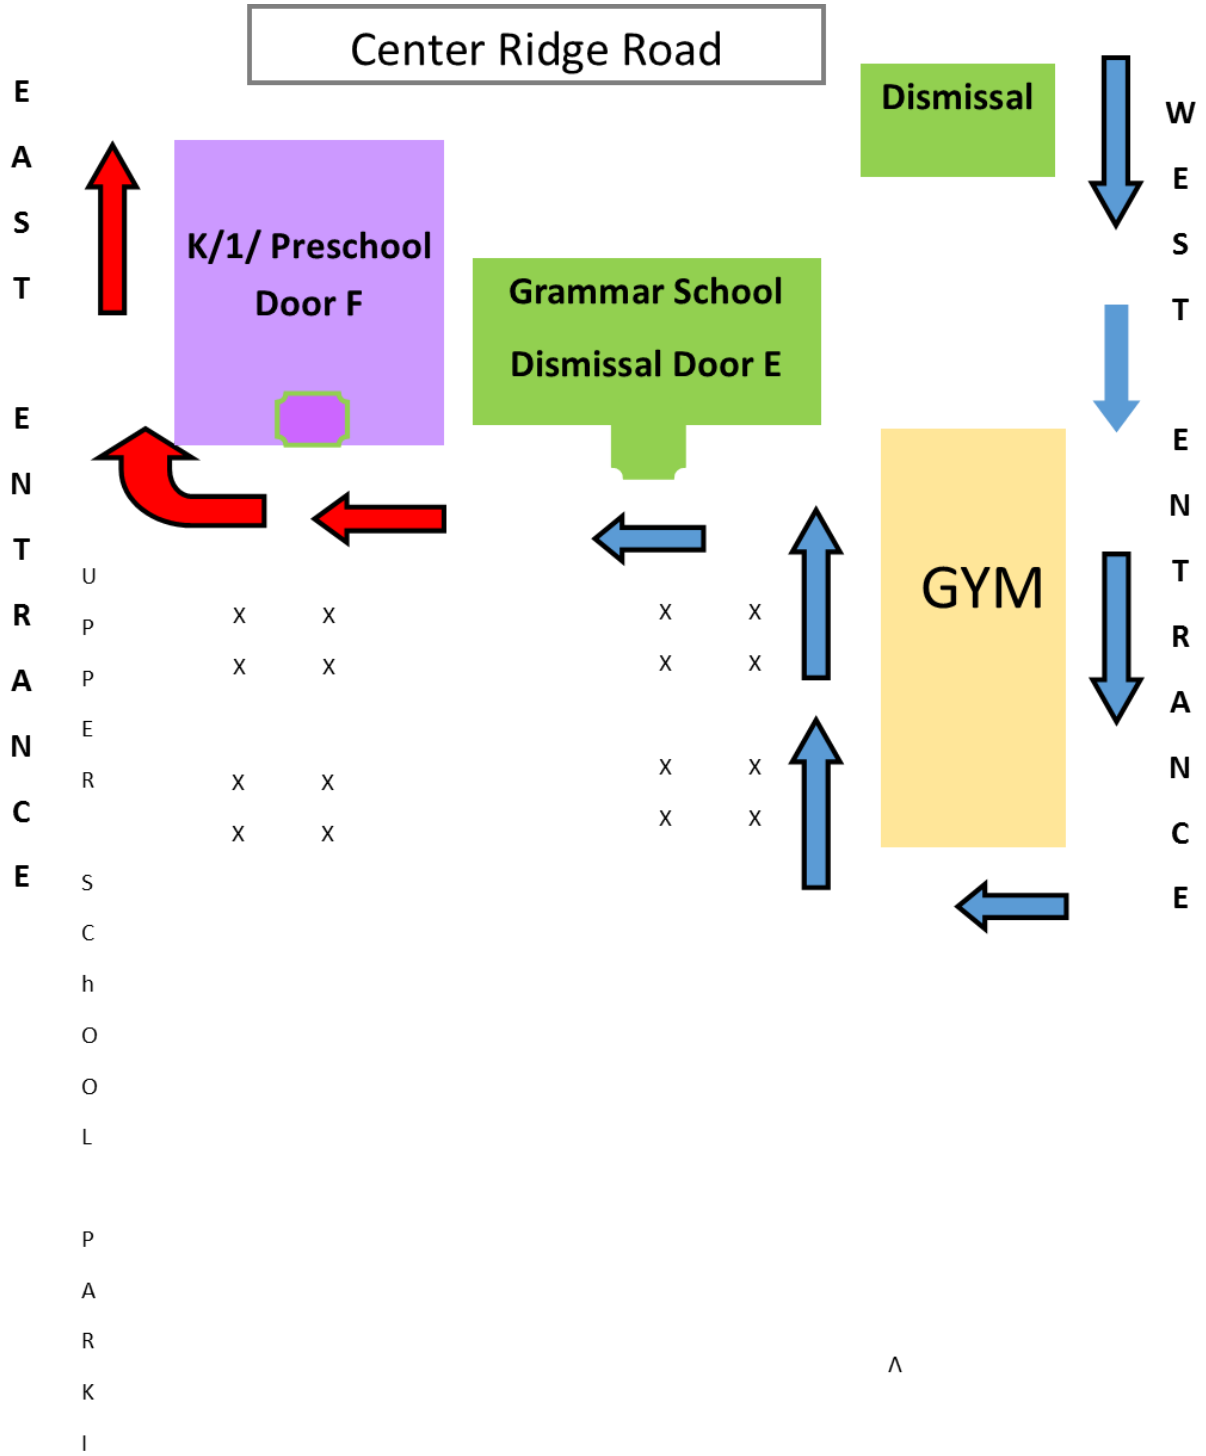 Center Ridge Road
Dismissal
EAST ENTRANCE
WEST ENTRANCE
K/1/ Preschool
Door F
Grammar School
Dismissal Door E
GYM
UPPER SChOOL PARKI
X X X X
X X X X
X X X X
X X X X
Λ